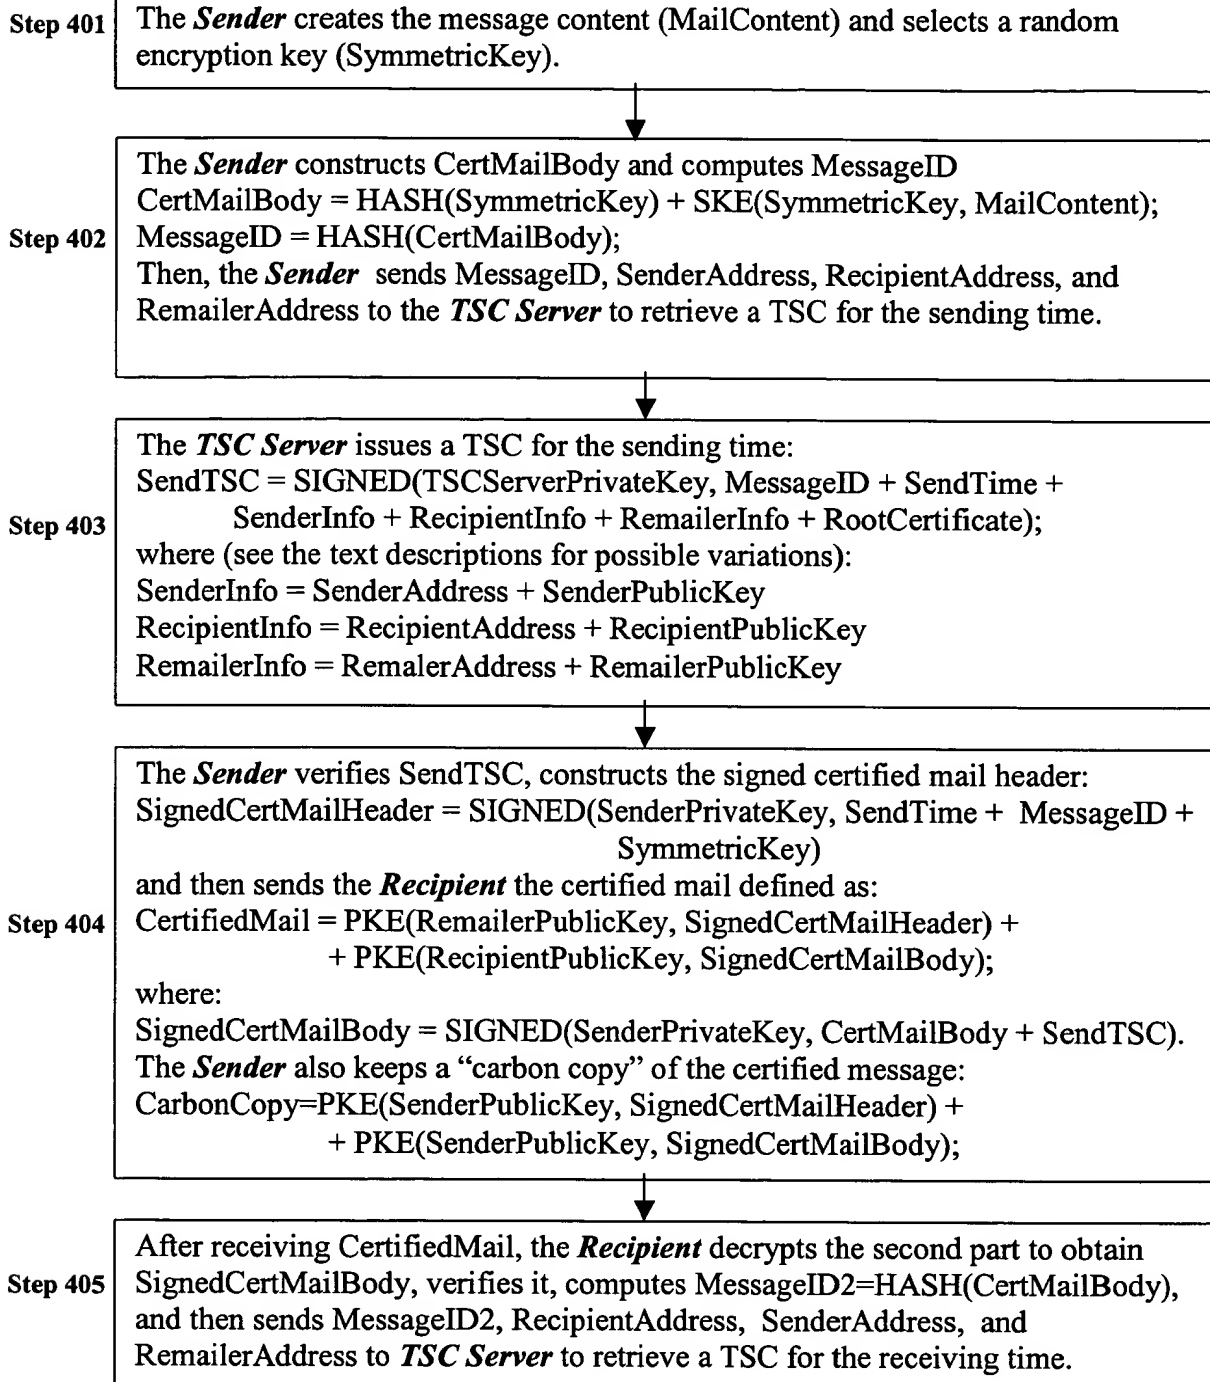 Step 401
The Sender creates the message content (MailContent) and selects a random
encryption key (SymmetricKey).
Step 402
The Sender constructs CertMailBody and computes MessageID
CertMailBody = HASH(SymmetricKey) + SKE(SymmetricKey, MailContent);
MessageID = HASH(CertMailBody);
Then, the Sender sends MessageID, SenderAddress, RecipientAddress, and
RemailerAddress to the TSC Server to retrieve a TSC for the sending time.
Step 403
The TSC Server issues a TSC for the sending time:
SendTSC = SIGNED(TSCServerPrivateKey, MessageID + SendTime +
SenderInfo + RecipientInfo + RemailerInfo + RootCertificate);
where (see the text descriptions for possible variations):
SenderInfo = SenderAddress + SenderPublicKey
RecipientInfo = RecipientAddress + RecipientPublicKey
RemailerInfo = RemalerAddress + RemailerPublicKey
Step 404
The Sender verifies SendTSC, constructs the signed certified mail header:
SignedCertMailHeader = SIGNED(SenderPrivateKey, SendTime + MessageID +
SymmetricKey)
and then sends the Recipient the certified mail defined as:
CertifiedMail = PKE(RemailerPublicKey, SignedCertMailHeader) +
+ PKE(RecipientPublicKey, SignedCertMailBody);
where:
SignedCertMailBody = SIGNED(SenderPrivateKey, CertMailBody + SendTSC).
The Sender also keeps a “carbon copy” of the certified message:
CarbonCopy=PKE(SenderPublicKey, SignedCertMailHeader) +
+ PKE(SenderPublicKey, SignedCertMailBody);
Step 405
After receiving CertifiedMail, the Recipient decrypts the second part to obtain
SignedCertMailBody, verifies it, computes MessageID2=HASH(CertMailBody),
and then sends MessageID2, RecipientAddress, SenderAddress, and
RemailerAddress to TSC Server to retrieve a TSC for the receiving time.